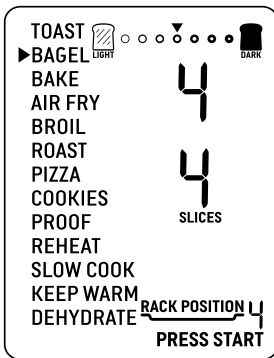 TOAST
▶BAGEL LIGHT DARK
4
BAKE
AIR FRY
BROIL
ROAST
PIZZA
4
COOKIES
SLICES
PROOF
REHEAT
SLOW COOK
KEEP WARM
RACK POSITION 4
DEHYDRATE
PRESS START